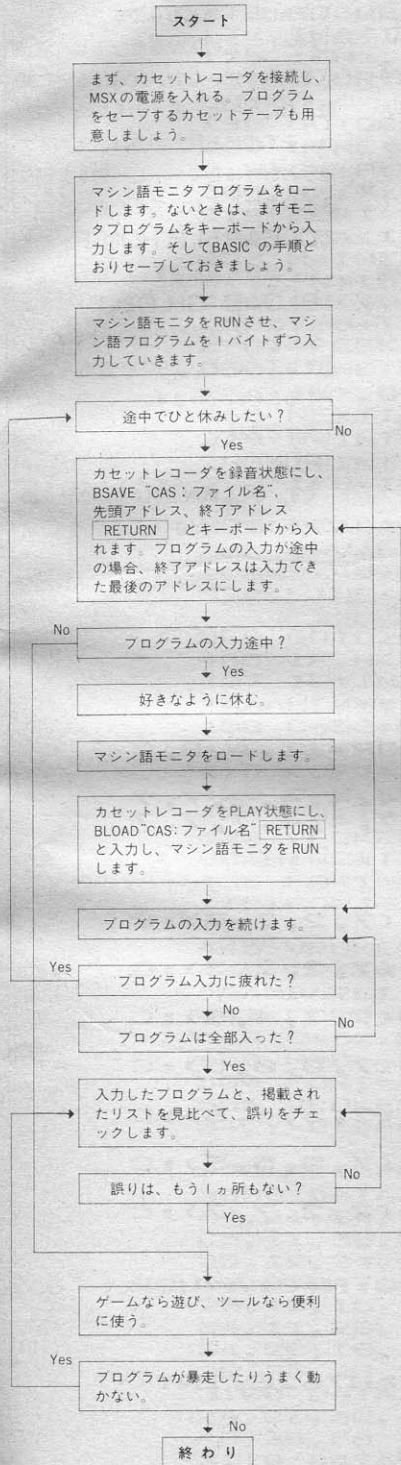 スタート
まず、カセットレコーダを接続し、
MSXの電源を入れる。プログラム
をセーブするカセットテープも用
意しましょう。
マシン語モニタプログラムをロー
ドします。ないときは、まずモニ
タプログラムをキーボードから入
力します。そしてBASIC の手順ど
おりセーブしておきましょう。
マシン語モニタをRUNさせ、マシ
ン語プログラムを1バイトずつ入
力していきます。
途中でひと休みしたい？
No
Yes
カセットレコーダを録音状態にし、
BSAVE “CAS：ファイル名”，
先頭アドレス、終了アドレス
RETURN とキーボードから入
れます。プログラムの入力が途中
の場合、終了アドレスは入力でき
た最後のアドレスにします。
No
プログラムの入力途中？
Yes
好きなように休む。
マシン語モニタをロードします。
カセットレコーダをPLAY状態にし、
BLOAD“CAS：ファイル名” RETURN
と入力し、マシン語モニタをRUN
します。
プログラムの入力を続けます。
Yes
プログラム入力に疲れた？
No
プログラムは全部入った？
No
Yes
入力したプログラムと、掲載され
たリストを見比べて、誤りをチェ
ックします。
誤りは、もう1ヵ所もない？
No
Yes
ゲームなら遊び、ツールなら便利
に使う。
Yes
プログラムが暴走したりうまく動
かない。
No
終わり